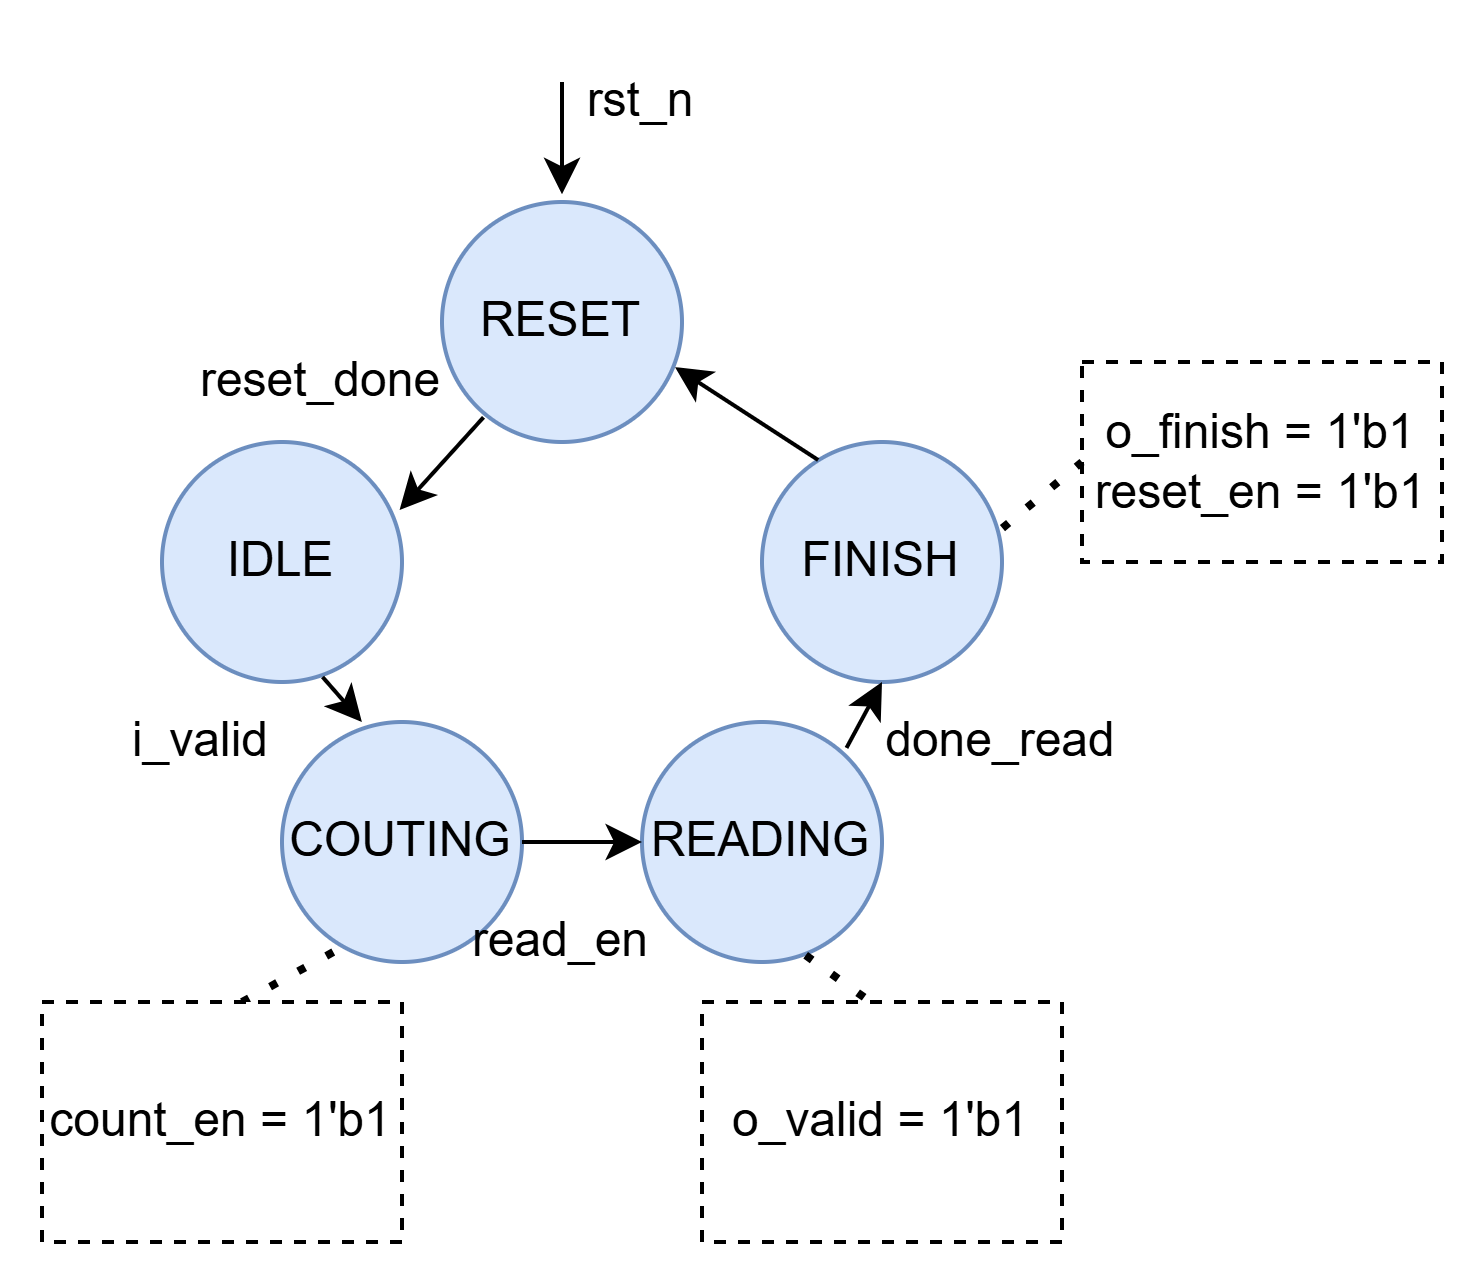 rst_n
RESET
reset_done
o_finish = 1'b1
reset_en = 1'b1
IDLE
FINISH
i_valid
done_read
COUTING
READING
read_en
count_en = 1'b1
o_valid = 1'b1